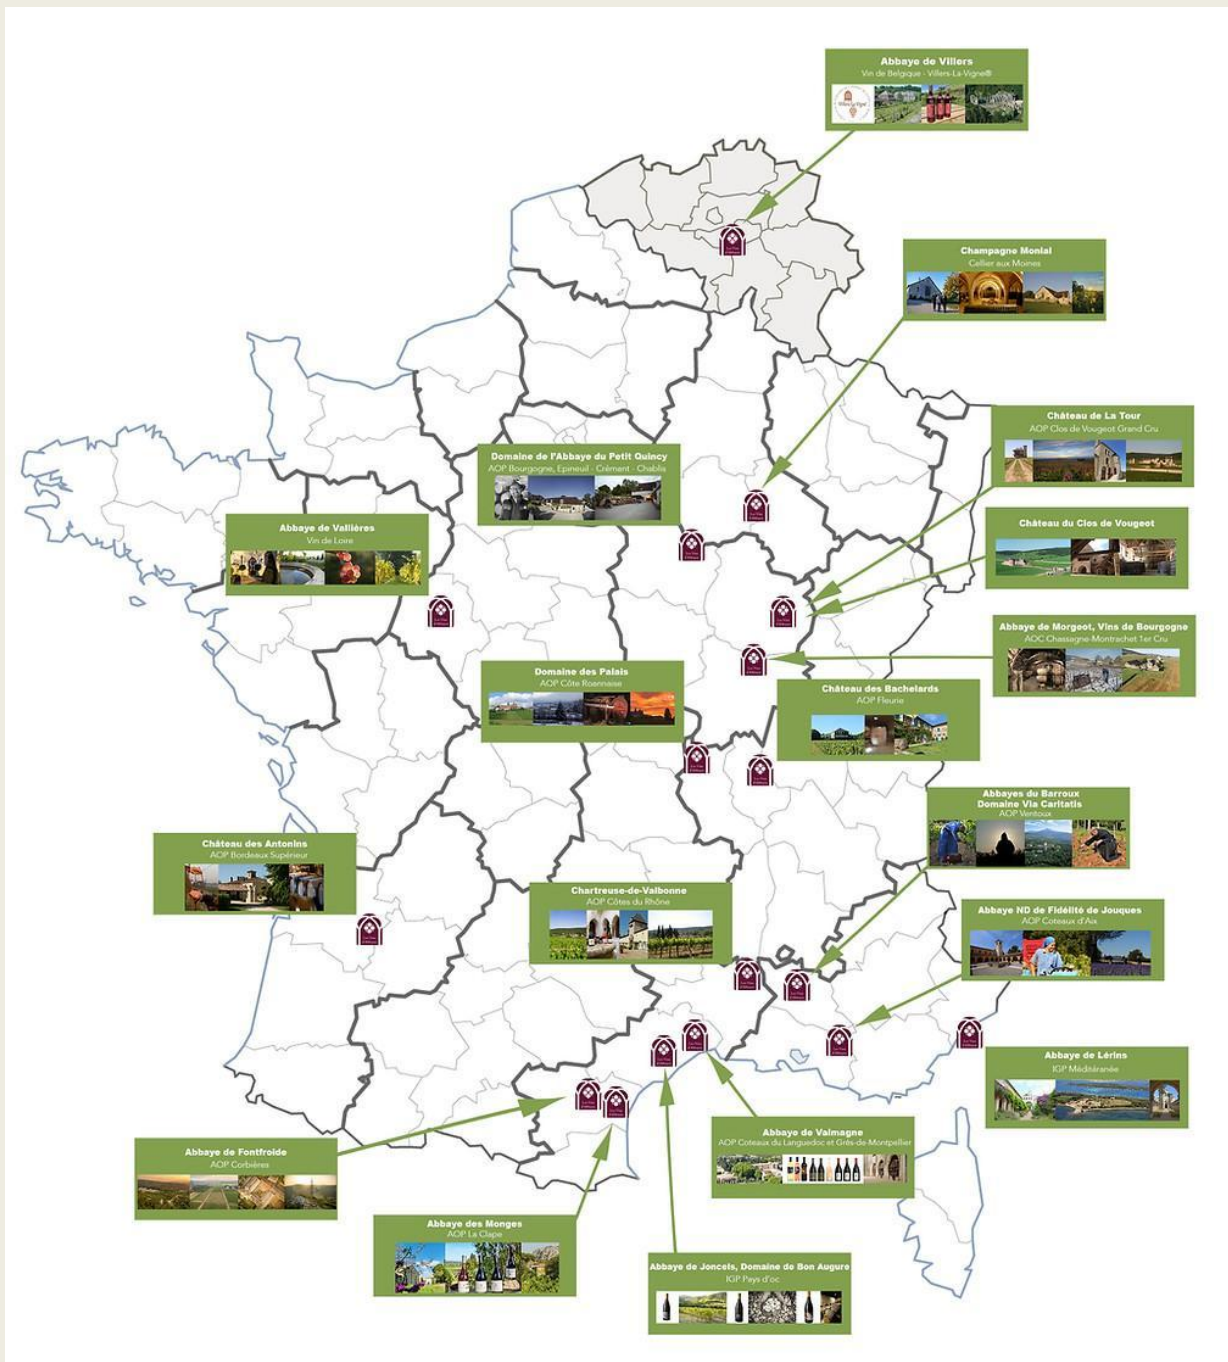 Abbaye de Villers
Vin de Belgique - Villers-La-Vigne®
Champagne Monial
Cellier aux Moines
Château de La Tour
AOP Clos de Vougeot Grand Cru
Domaine de l'Abbaye du Petit Quincy
AOP Bourgogne, Epineuil - Crémant - Chablis
Abbaye de Vallières
Vin de Loire
Château du Clos de Vougeot
Abbaye de Morgeot, Vins de Bourgogne
AOC Chassagne-Montrachet 1er Cru
Domaine des Palais
AOP Côte Roannaise
Château des Bachelards
AOP Fleurie
Abbayes du Barroux
Domaine Via Caritatis
AOP Ventoux
Château des Antonins
AOP Bordeaux Supérieur
Chartreuse-de-Valbonne
AOP Côtes du Rhône
Abbaye ND de Fidélité de Jouques
AOP Coteaux d'Aix
Abbaye de Lérins
IGP Méditéranée
Abbaye de Valmagne
AOP Coteaux du Languedoc et Grés-de-Montpellier
Abbaye de Fontfroide
AOP Corbières
Abbaye des Monges
AOP La Clape
Abbaye de Joncels, Domaine de Bon Augure
IGP Pays d'oc